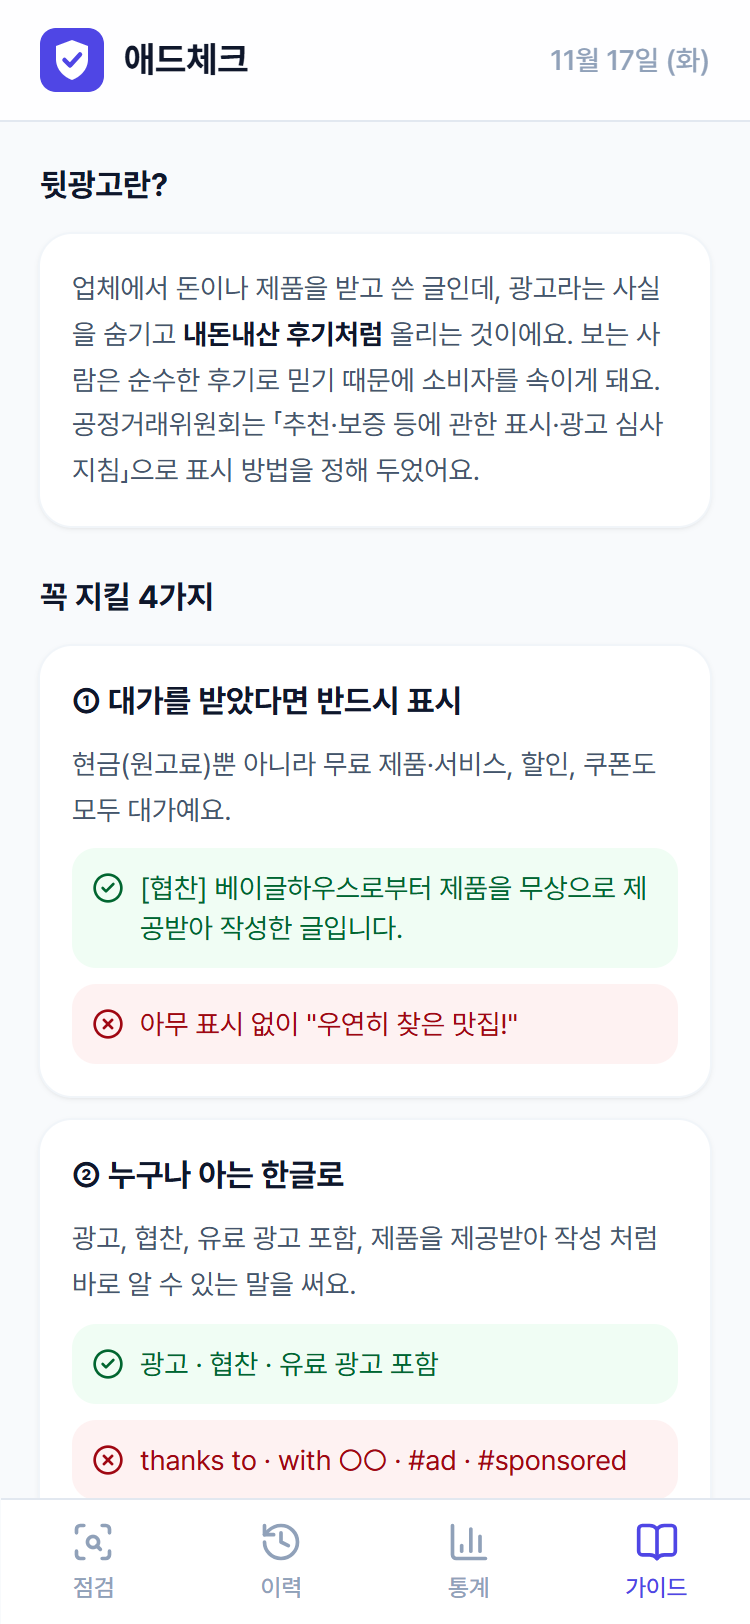 애드체크
11월 17일 (화)
뒷광고란?
업체에서 돈이나 제품을 받고 쓴 글인데, 광고라는 사실
을 숨기고 내돈내산 후기처럼 올리는 것이에요. 보는 사
람은 순수한 후기로 믿기 때문에 소비자를 속이게 돼요.
공정거래위원회는 「추천·보증 등에 관한 표시·광고 심사
지침」으로 표시 방법을 정해 두었어요.
꼭 지킬 4가지
① 대가를 받았다면 반드시 표시
현금(원고료)뿐 아니라 무료 제품·서비스, 할인, 쿠폰도
모두 대가예요.
[협찬] 베이글하우스로부터 제품을 무상으로 제
공받아 작성한 글입니다.
아무 표시 없이 "우연히 찾은 맛집!"
② 누구나 아는 한글로
광고, 협찬, 유료 광고 포함, 제품을 제공받아 작성 처럼
바로 알 수 있는 말을 써요.
광고 · 협찬 · 유료 광고 포함
thanks to · with 〇〇 · #ad · #sponsored
점검
이력
통계
가이드